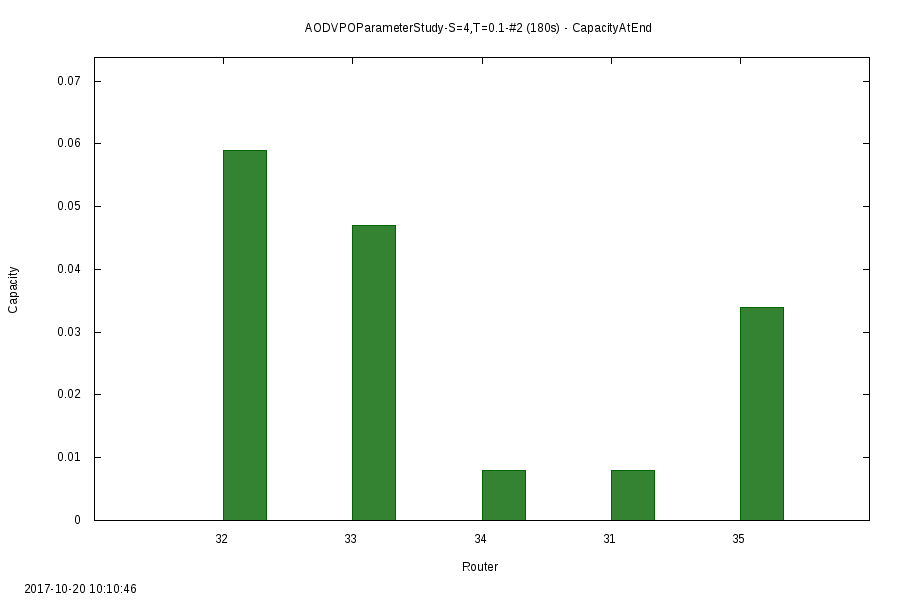 AODVPOParameterStudy-S=4,T=0.1-#2 (180s) - CapacityAtEnd
0.07
0.06
0.05
0.04
0.03
0.02
0.01
0
Capacity
32 33 34 31 35
Router
2017-10-20 10:10:46